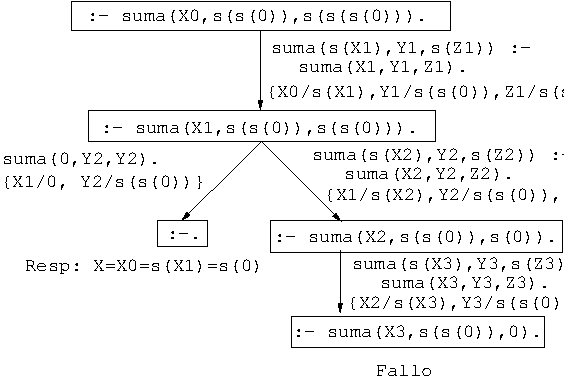 :- suma(X0,s(s(0)),s(s(s(0))).
suma(s(X1),Y1,s(Z1)) :-
suma(X1,Y1,Z1).
{X0/s(X1),Y1/s(s(0)),Z1/s(s
:- suma(X1,s(s(0)),s(s(0))).
suma(0,Y2,Y2).
{X1/0, Y2/s(s(0))}
suma(s(X2),Y2,s(Z2)) :-
suma(X2,Y2,Z2).
{X1/s(X2),Y2/s(s(0)),
:-.
Resp: X=X0=s(X1)=s(0)
:- suma(X2,s(s(0)),s(0)).
suma(s(X3),Y3,s(Z3)
suma(X3,Y3,Z3).
{X2/s(X3),Y3/s(s(0)
:- suma(X3,s(s(0)),0).
Fallo